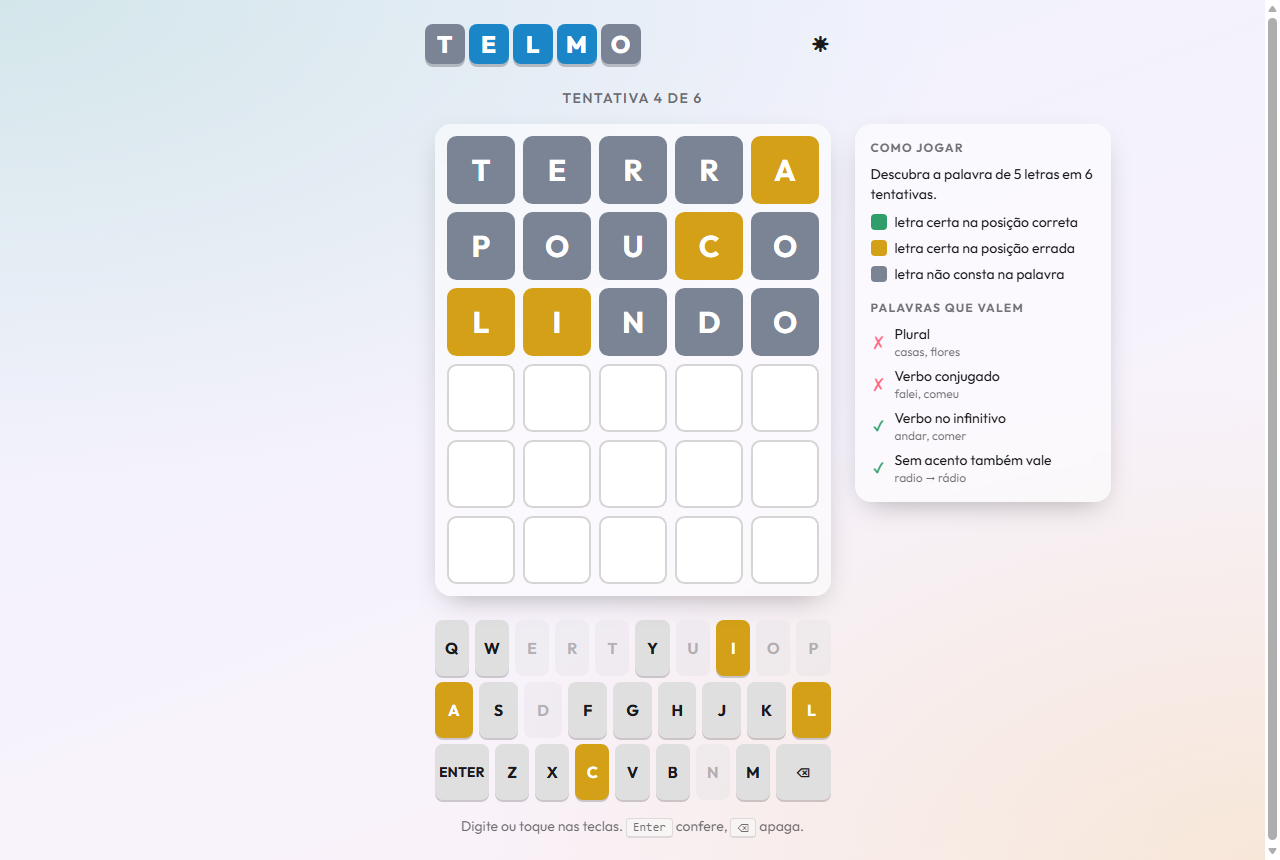 TELMO
TENTATIVA 4 DE 6
TERRA
POUCO
LINDO
COMO JOGAR
Descubra a palavra de 5 letras em 6
tentativas.
letra certa na posição correta
letra certa na posição errada
letra não consta na palavra
PALAVRAS QUE VALEM
✗ Plural
casas, flores
✗ Verbo conjugado
falei, comeu
✓ Verbo no infinitivo
andar, comer
✓ Sem acento também vale
radio → rádio
Q W E R T Y U I O P
A S D F G H J K L
ENTER Z X C V B N M ⌫
Digite ou toque nas teclas. Enter confere, ⌫ apaga.